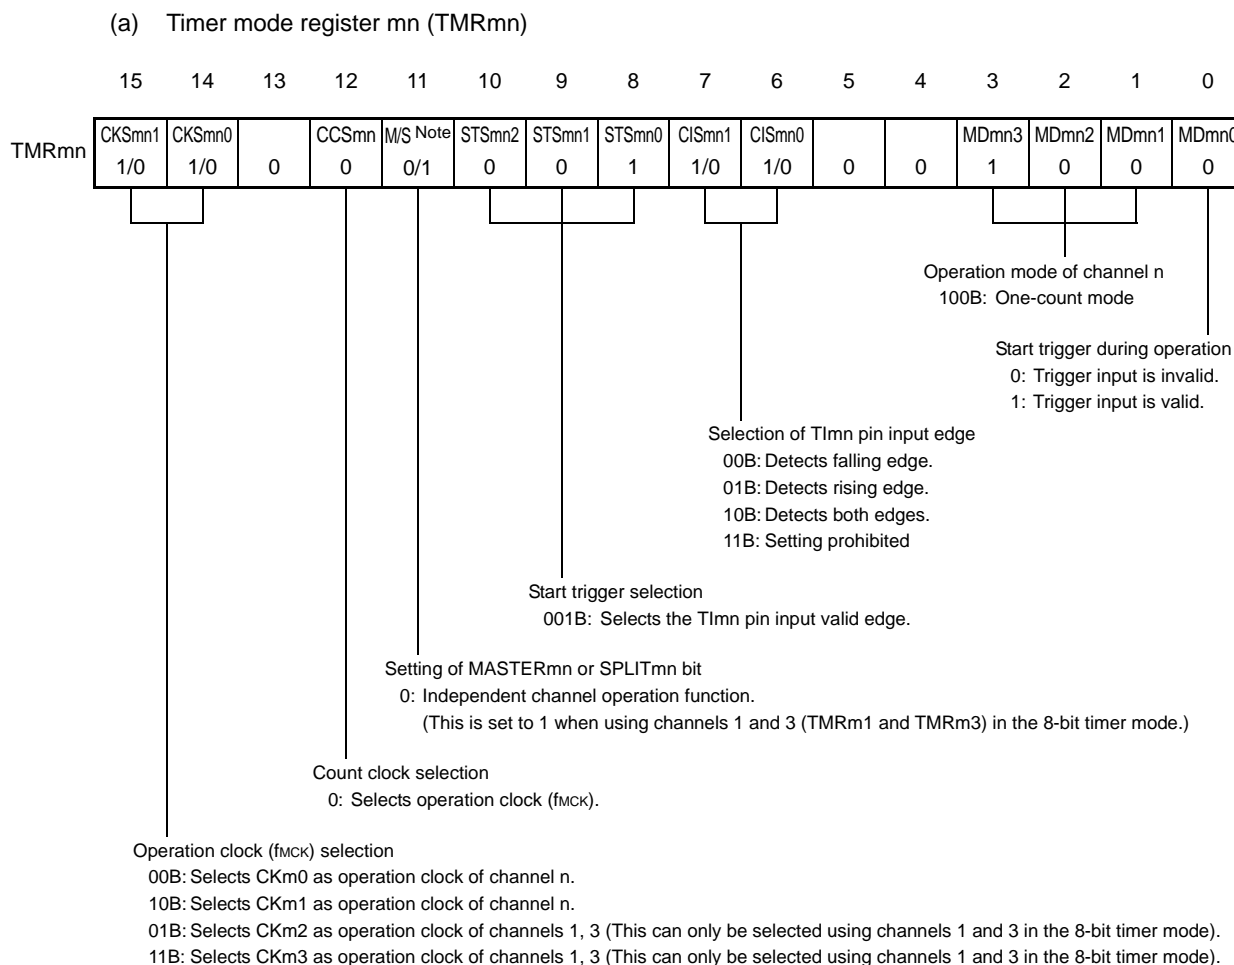 (a) Timer mode register mn (TMRmn)
15 14 13 12 11 10 9 8 7 6 5 4 3 2 1 0
TMRmn
CKSmn1 CKSmn0 CCSmn M/S Note STSmn2 STSmn1 STSmn0 CISmn1 CISmn0 MDmn3 MDmn2 MDmn1 MDmn0
1/0 1/0 0 0 0/1 0 0 1 1/0 1/0 0 0 1 0 0 0
Operation mode of channel n
100B: One-count mode
Start trigger during operation
0: Trigger input is invalid.
1: Trigger input is valid.
Selection of TImn pin input edge
00B: Detects falling edge.
01B: Detects rising edge.
10B: Detects both edges.
11B: Setting prohibited
Start trigger selection
001B: Selects the TImn pin input valid edge.
Setting of MASTERmn or SPLITmn bit
0: Independent channel operation function.
(This is set to 1 when using channels 1 and 3 (TMRm1 and TMRm3) in the 8-bit timer mode.)
Count clock selection
0: Selects operation clock (fMCK).
Operation clock (fMCK) selection
00B: Selects CKm0 as operation clock of channel n.
10B: Selects CKm1 as operation clock of channel n.
01B: Selects CKm2 as operation clock of channels 1, 3 (This can only be selected using channels 1 and 3 in the 8-bit timer mode).
11B: Selects CKm3 as operation clock of channels 1, 3 (This can only be selected using channels 1 and 3 in the 8-bit timer mode).